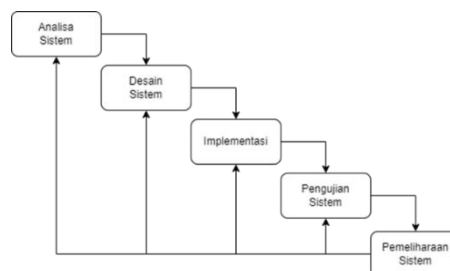 Analisa
Sistem
Desain
Sistem
Implementasi
Pengujian
Sistem
Pemeliharaan
Sistem